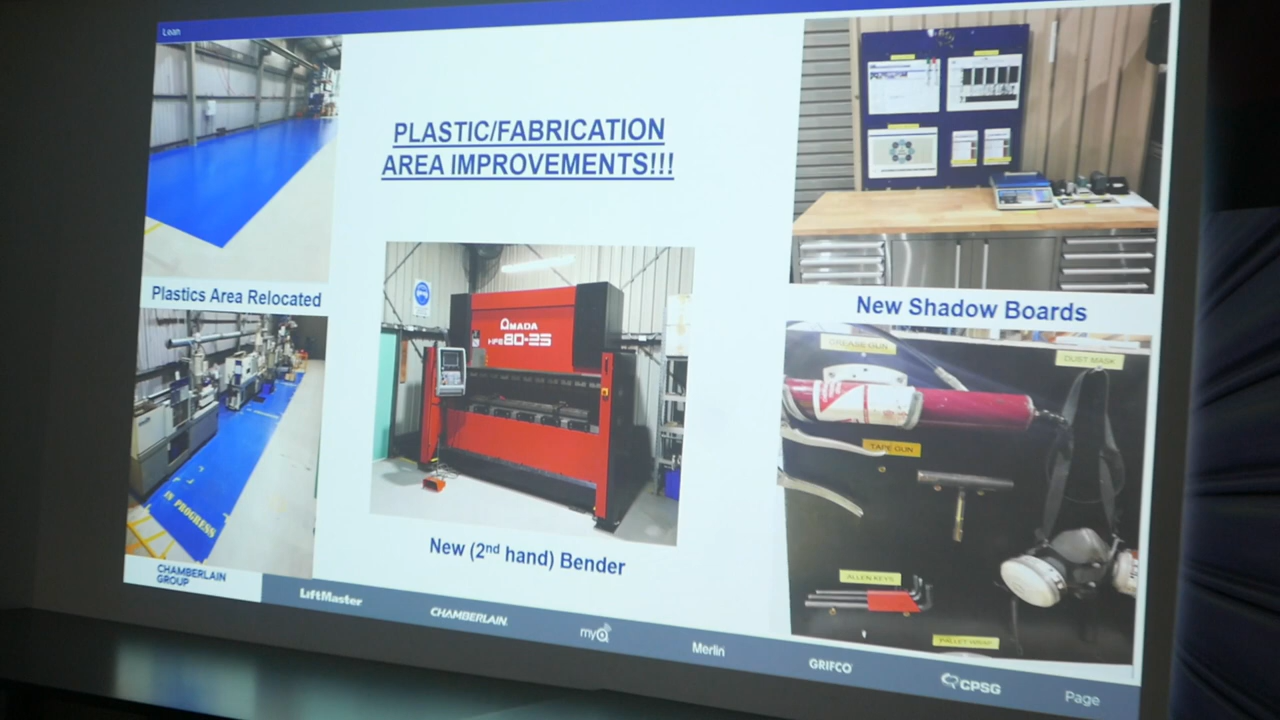 Lean
PLASTIC/FABRICATION
AREA IMPROVEMENTS!!!
Plastics Area Relocated
IN PROGRESS
AMADA
HFE 80-25
New (2nd hand) Bender
New Shadow Boards
GREASE GUN
DUST MASK
TAPE GUN
ALLEN KEYS
PALLET WRAP
CHAMBERLAIN
GROUP
LiftMaster
CHAMBERLAIN
myQ
Merlin
GRIFCO
CPSG
Page